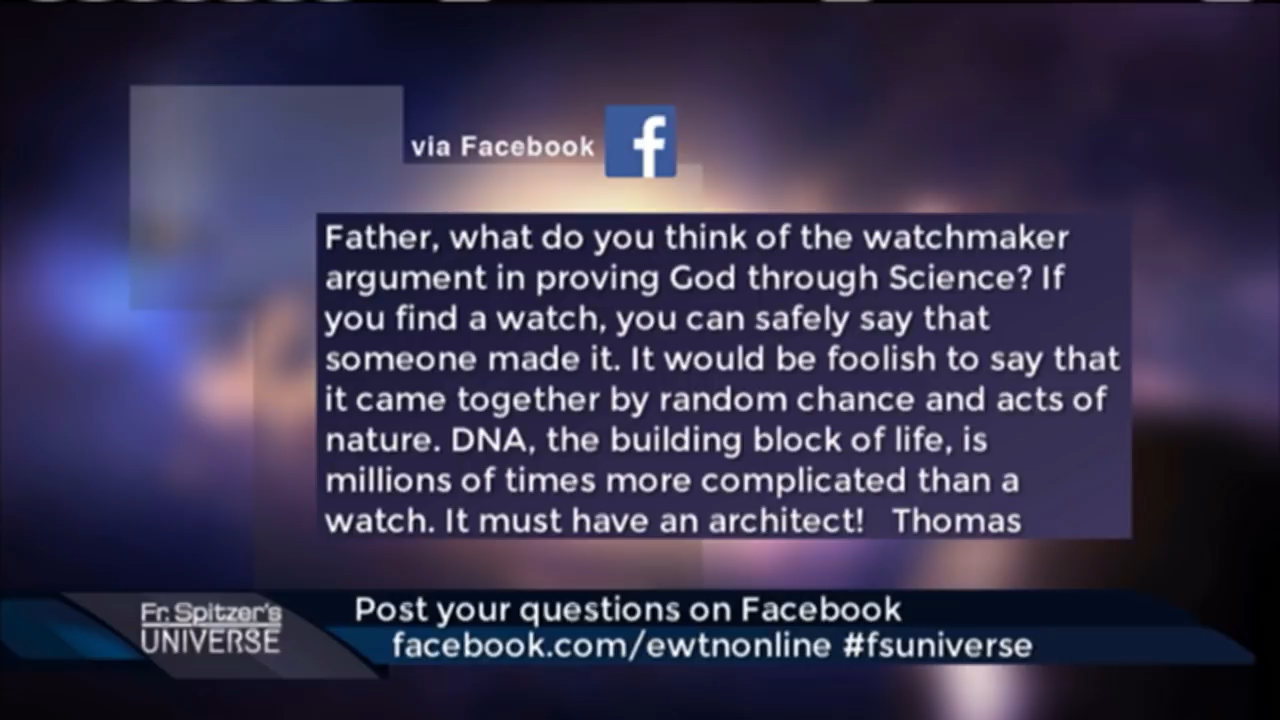 via Facebook
Father, what do you think of the watchmaker
argument in proving God through Science? If
you find a watch, you can safely say that
someone made it. It would be foolish to say that
it came together by random chance and acts of
nature. DNA, the building block of life, is
millions of times more complicated than a
watch. It must have an architect! Thomas
Fr. Spitzer's
UNIVERSE
Post your questions on Facebook
facebook.com/ewtnonline #fsuniverse